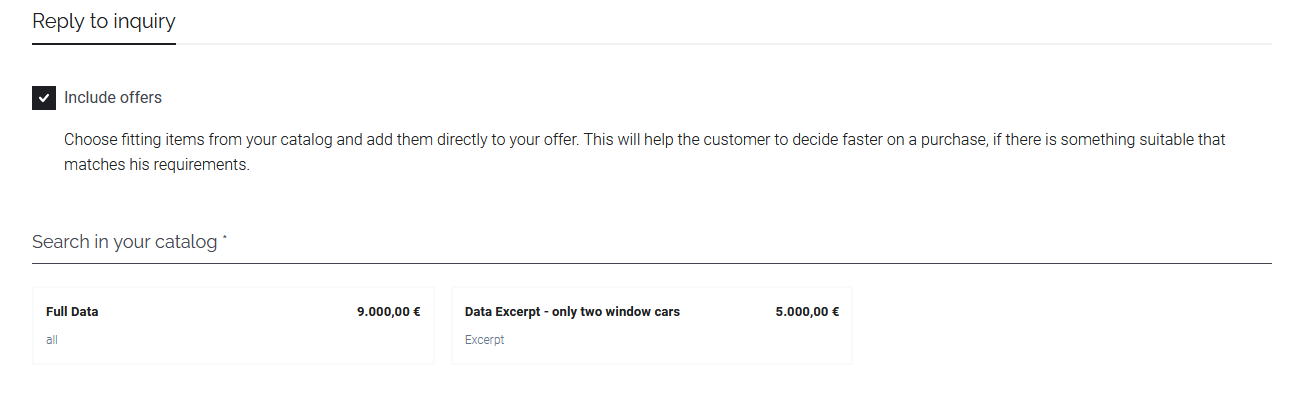 Reply to inquiry
Include offers
Choose fitting items from your catalog and add them directly to your offer. This will help the customer to decide faster on a purchase, if there is something suitable that
matches his requirements.
Search in your catalog *
Full Data 9.000,00 €
all
Data Excerpt - only two window cars 5.000,00 €
Excerpt